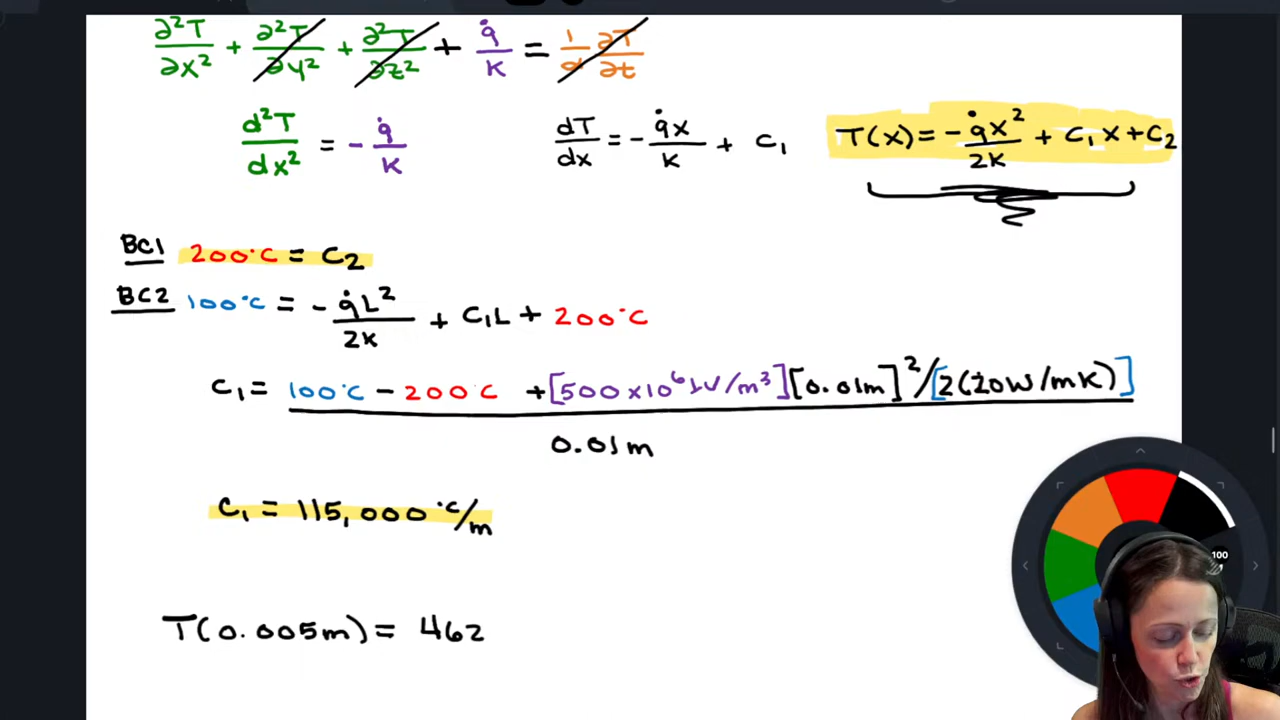 ∂²T/∂x² + ∂²T/∂y² + ∂²T/∂z² + q̇/k = 1/α ∂T/∂t
d²T/dx² = - q̇/k
dT/dx = - q̇x/k + C₁
T(x) = - q̇x²/2k + C₁x + C₂
BC1 200°C = C₂
BC2 100°C = - q̇L²/2k + C₁L + 200°C
C₁ = 100°C - 200°C + [500x10⁶ W/m³][0.01m]²/[2(20W/mK)]
0.01m
C₁ = 115,000 °C/m
T(0.005m) = 462
100